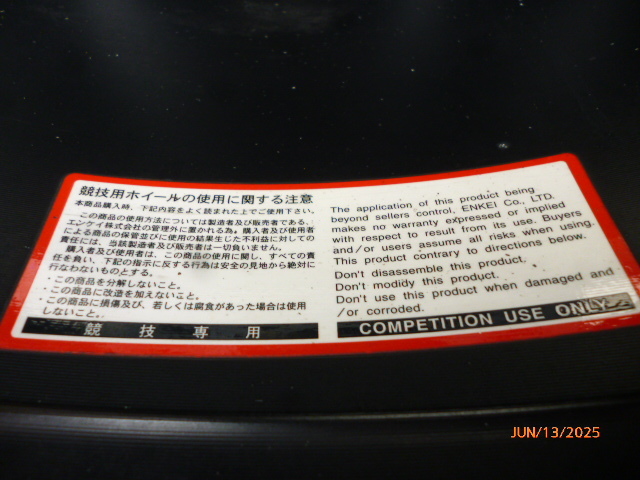 競技用ホイールの使用に関する注意
本商品購入時、下記内容をよく読まれた上でご使用下さい。
この商品の使用方法については製造者及び販売者である、
エンケイ株式会社の管理外に置かれる為。購入者及び使用者
による商品の保管並びに使用の結果生じた不利益に対しての
責任には、当該製造者及び販売者は一切負いません。
購入者及び使用者は、この商品の使用に関し、すべての責
任を負い、下記の指示に反する行為は安全の見地から絶対に
行なわないものとする。
・この商品を分解しないこと。
・この商品に改造を加えないこと。
・この商品に損傷及び、若しくは腐食があった場合は使用
しないこと。
競技専用
The application of this product being
beyond sellers control, ENKEI Co., LTD.
makes no warranty expressed or implied
with respect to result from its use. Buyers
and/or users assume all risks when using.
This product contrary to directions below.
Don't disassemble this product.
Don't modidy this product.
Don't use this product when damaged and
/or corroded.
COMPETITION USE ONLY
JUN/13/2025